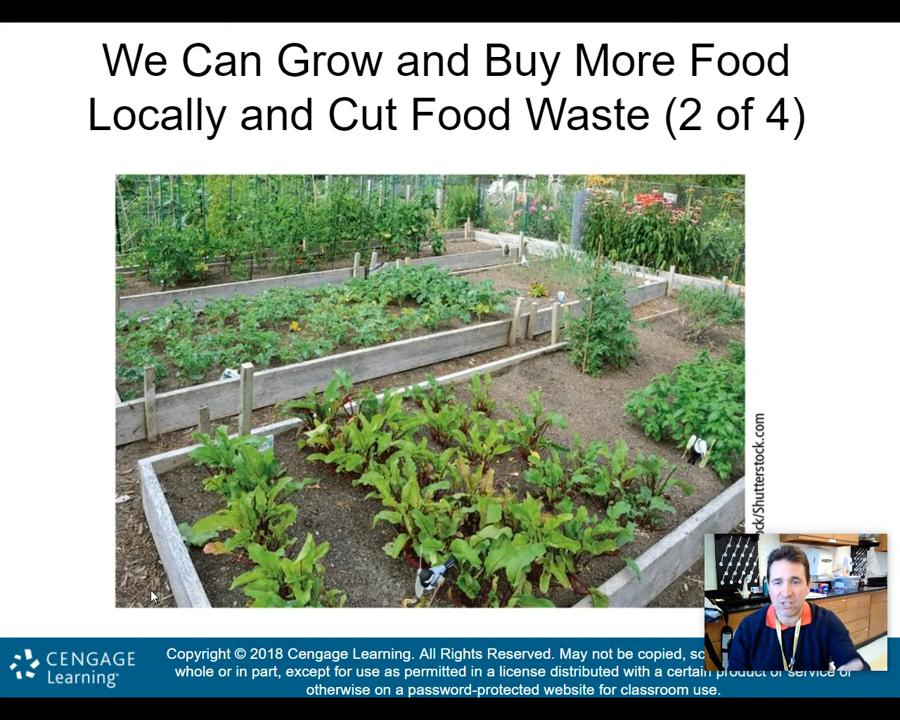 We Can Grow and Buy More Food
Locally and Cut Food Waste (2 of 4)
ck/Shutterstock.com
CENGAGE
Learning
Copyright © 2018 Cengage Learning. All Rights Reserved. May not be copied, sc
whole or in part, except for use as permitted in a license distributed with a certain product or service or
otherwise on a password-protected website for classroom use.